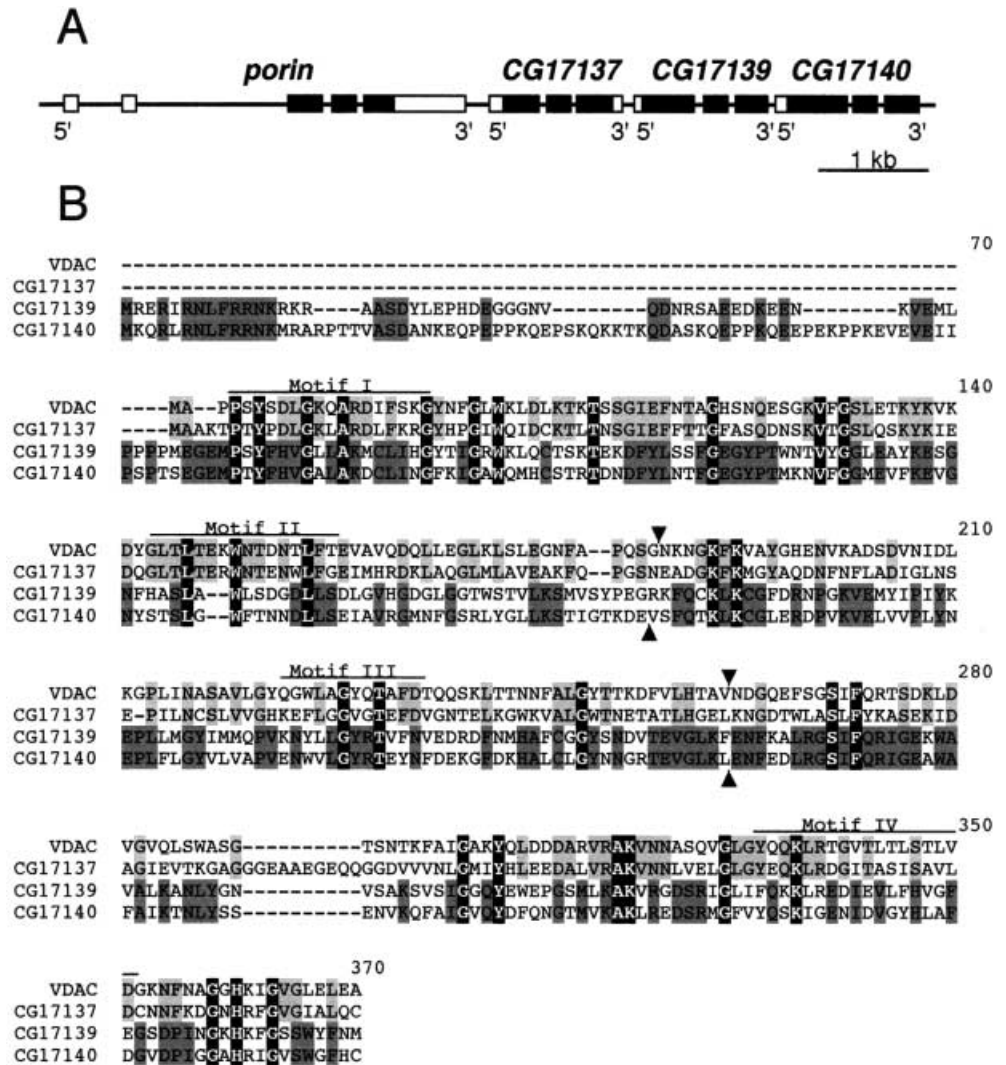 A
porin CG17137 CG17139 CG17140
5' 3' 5' 3' 5' 3' 5' 3'
1 kb
B
70
VDAC ----------------------------------------------------------------------
CG17137 ----------------------------------------------------------------------
CG17139 MRERIRNLFRRNKRKR----AASDYLEPHDEGGGNV--------QDNRSAEEDKEEN------KVEML
CG17140 MKQRLRNLFRRNKMRARPTTVASDANKEQPEPPKQEPSKQKKTKQDASKQEPPKQEEPEKPPKEVEVEII
Motif I 140
VDAC ----MA--PPSYSDLGKQARDIFSKGYNFGLWKLDLKTKTSSGIEFNTAGHSNQESGKVFGSLETKYKVK
CG17137 ----MAAKTPTYPDLGKLARDLFKRGYHPGIWQIDCKTLTNSGIEFFTTGFASQDNSKVTGSLQSKYKIE
CG17139 PPPPMEGEMPSYFHVGLLAKMCLIHGYTIGRWKLQCTSKTEKDFYLSSFGEGYPTWNTVYGGLEAYKESG
CG17140 PSPTSEGEMPTYFHVGALAKDCLINGFKIGAWQMHCSTRTDNDFYLNTFGEGYPTMKNVFGGMEVFKEVG
Motif II 210
VDAC DYGLTLTEKWNTDNTLFTEVAVQDQLLEGLKLSLEGNFA--PQSGNKNGKFKVAYGHENVKADSDVNIDL
CG17137 DQGLTLTERWNTENWLFGEIMHRDKLAQGLMLAVEAKFQ--PGSNEADGKFKMGYAQDNFNFLADIGLNS
CG17139 NFHASLA--WLSDGDLLSDLGVHGDGLGGTWSTVLKSMVSYPEGRKFQCKLKCGFDRNPGKVEMYIPIYK
CG17140 NYSTSLG--WFTNNDLLSEIAVRGMNFGSRLYGLLKSTIGTKDEVSFQTKLKCGLERDPVKVELVVPLYN
Motif III 280
VDAC KGPLINASAVLGYQGWLAGYQTAFDTQQSKLTTNNFALGYTTKDFVLHTAVNDGQEFSGSIFQRTSDKLD
CG17137 E-PILNCSLVVGHKEFLGGVGTEFDVGNTELKGWKVALGWTNETATLHGELKNGDTWLASLFYKASEKID
CG17139 EPLLMGYIMMQPVKNYLLGYRTVFNVEDRDFNMHAFCGGYSNDVTEVGLKFENFKALRGSIFQRIGEKWA
CG17140 EPLFLGYVLVAPVENWVLGYRTEYNFDEKGFDKHALCLGYNNGRTEVGLKLENFEDLRGSIFQRIGEAWA
Motif IV 350
VDAC VGVQLSWASG----------TSNTKFAIGAKYQLDDDARVRAKVNNASQVGLGYQQKLRTGVTLTLSTLV
CG17137 AGIEVTKGAGGGEAAEGEQQGGDVVVNLGMIYHLEEDALVRAKVNNLVELGLGYEQKLRDGITASISAVL
CG17139 VALKANLYGN----------VSAKSVSIGGQYEWEPGSMLKAKVRGDSRIGLIFQKKLREDIEVLFHVGF
CG17140 FAIKTNLYSS----------ENVKQFAIGVQYDFQNGTMVKAKLREDSRMGFVYQSKIGENIDVGYHLAF
370
VDAC DGKNFNAGGHKIGVGLELEA
CG17137 DCNNFKDGNHRFGVGIALQC
CG17139 EGSDPINGKHKFGSSWYFNM
CG17140 DGVDPIGGAHRIGVSWGFHC